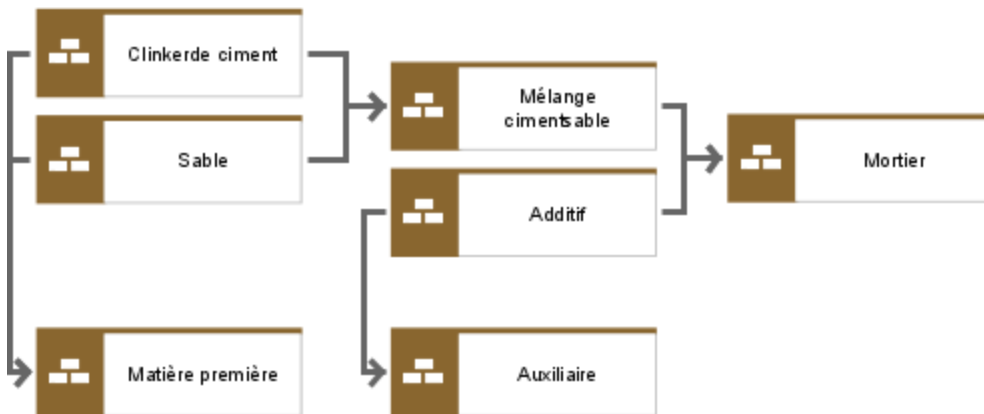 Clinkerde ciment
Sable
Matière première
Mélange
cimentsable
Additif
Auxiliaire
Mortier